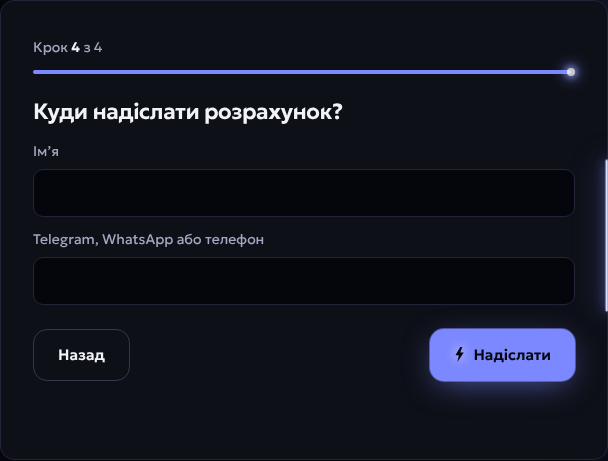 Крок 4 з 4
Куди надіслати розрахунок?
Ім’я
Telegram, WhatsApp або телефон
Назад
Надіслати